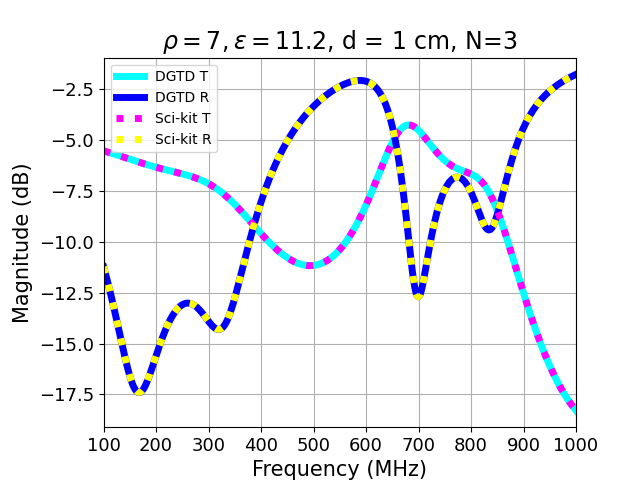 ρ = 7, ε = 11.2, d = 1 cm, N=3
DGTD T
DGTD R
Sci-kit T
Sci-kit R
Magnitude (dB)
−2.5
−5.0
−7.5
−10.0
−12.5
−15.0
−17.5
100 200 300 400 500 600 700 800 900 1000
Frequency (MHz)